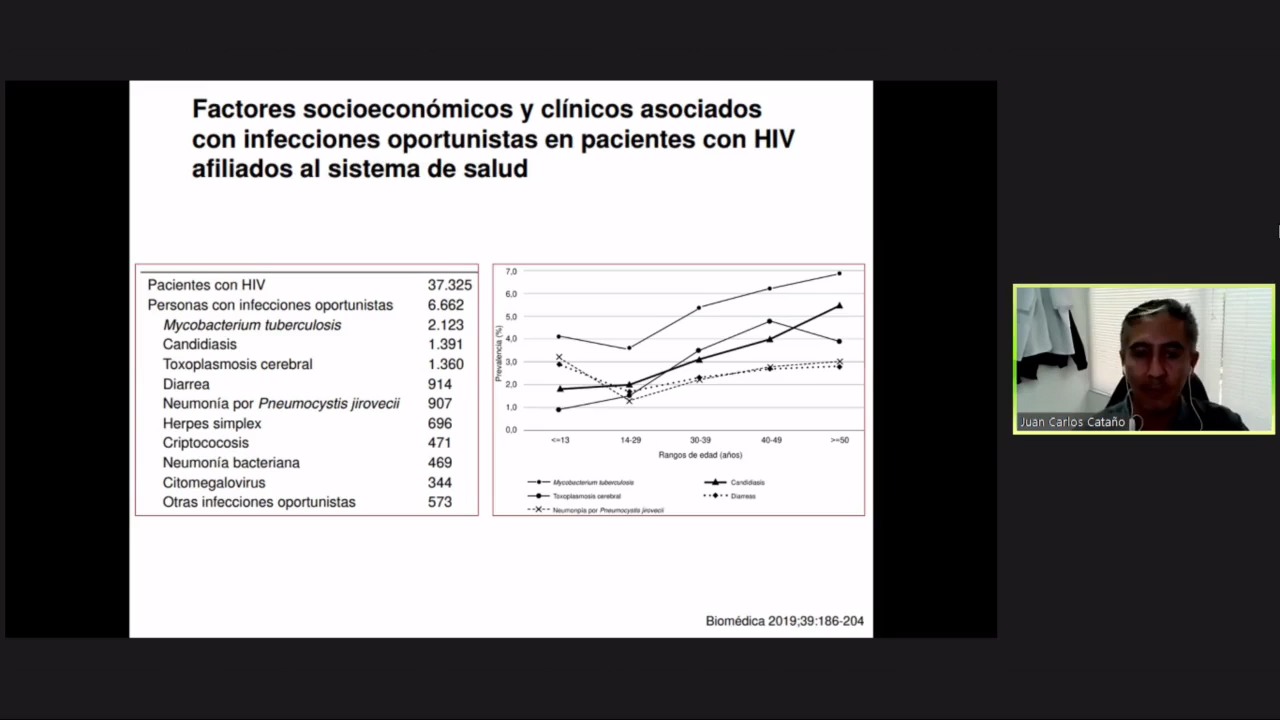 Factores socioeconómicos y clínicos asociados
con infecciones oportunistas en pacientes con HIV
afiliados al sistema de salud
Pacientes con HIV 37.325
Personas con infecciones oportunistas 6.662
Mycobacterium tuberculosis 2.123
Candidiasis 1.391
Toxoplasmosis cerebral 1.360
Diarrea 914
Neumonía por Pneumocystis jirovecii 907
Herpes simplex 696
Criptococosis 471
Neumonía bacteriana 469
Citomegalovirus 344
Otras infecciones oportunistas 573
Prevalencia (%)
7,0
6,0
5,0
4,0
3,0
2,0
1,0
0,0
<=13 14-29 30-39 40-49 >=50
Rangos de edad (años)
Mycobacterium tuberculosis Candidiasis
Toxoplasmosis cerebral Diarreas
Neumonpia por Pneumocystis jirovecii
Biomédica 2019;39:186-204
Juan Carlos Cataño